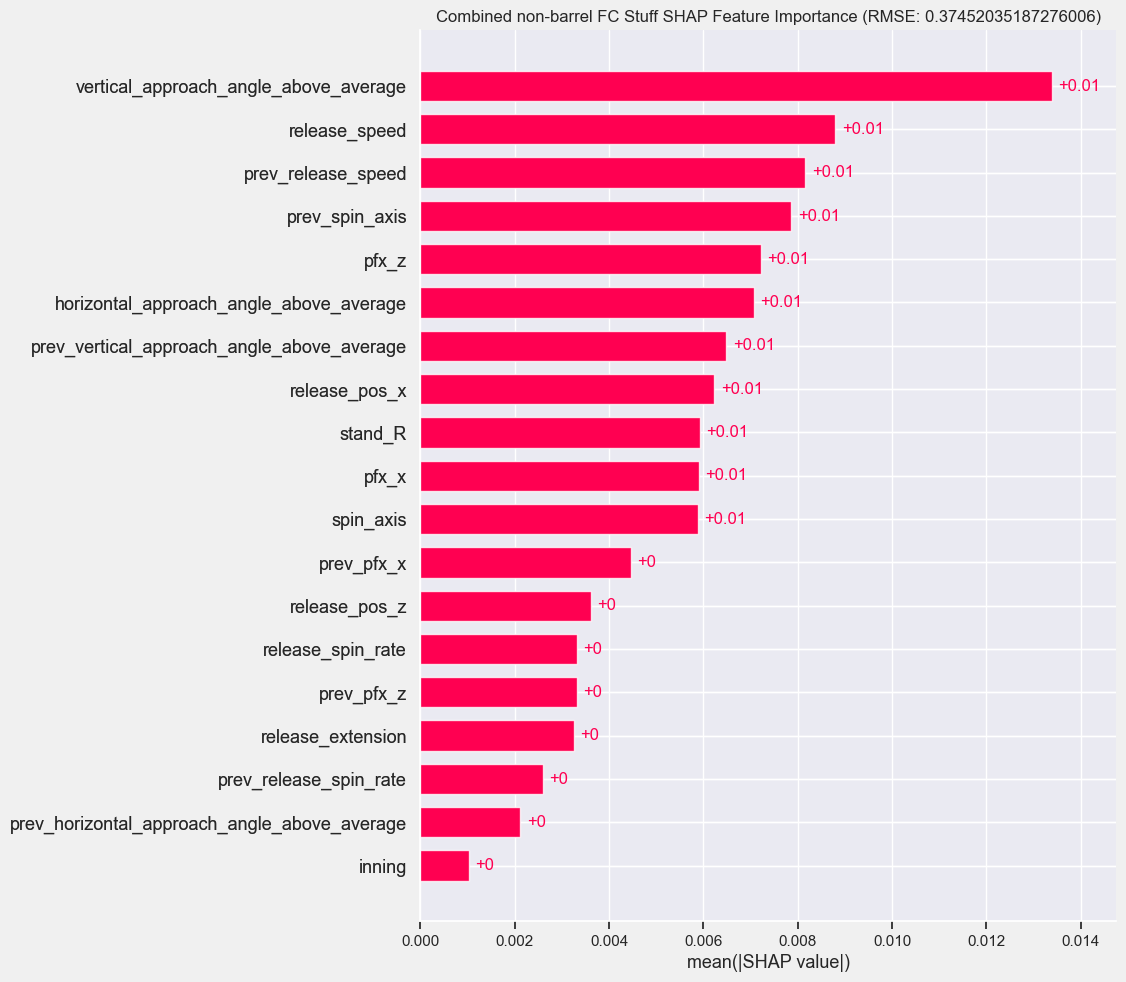 Combined non-barrel FC Stuff SHAP Feature Importance (RMSE: 0.37452035187276006)
vertical_approach_angle_above_average +0.01
release_speed +0.01
prev_release_speed +0.01
prev_spin_axis +0.01
pfx_z +0.01
horizontal_approach_angle_above_average +0.01
prev_vertical_approach_angle_above_average +0.01
release_pos_x +0.01
stand_R +0.01
pfx_x +0.01
spin_axis +0.01
prev_pfx_x +0
release_pos_z +0
release_spin_rate +0
prev_pfx_z +0
release_extension +0
prev_release_spin_rate +0
prev_horizontal_approach_angle_above_average +0
inning +0
0.000 0.002 0.004 0.006 0.008 0.010 0.012 0.014
mean(|SHAP value|)